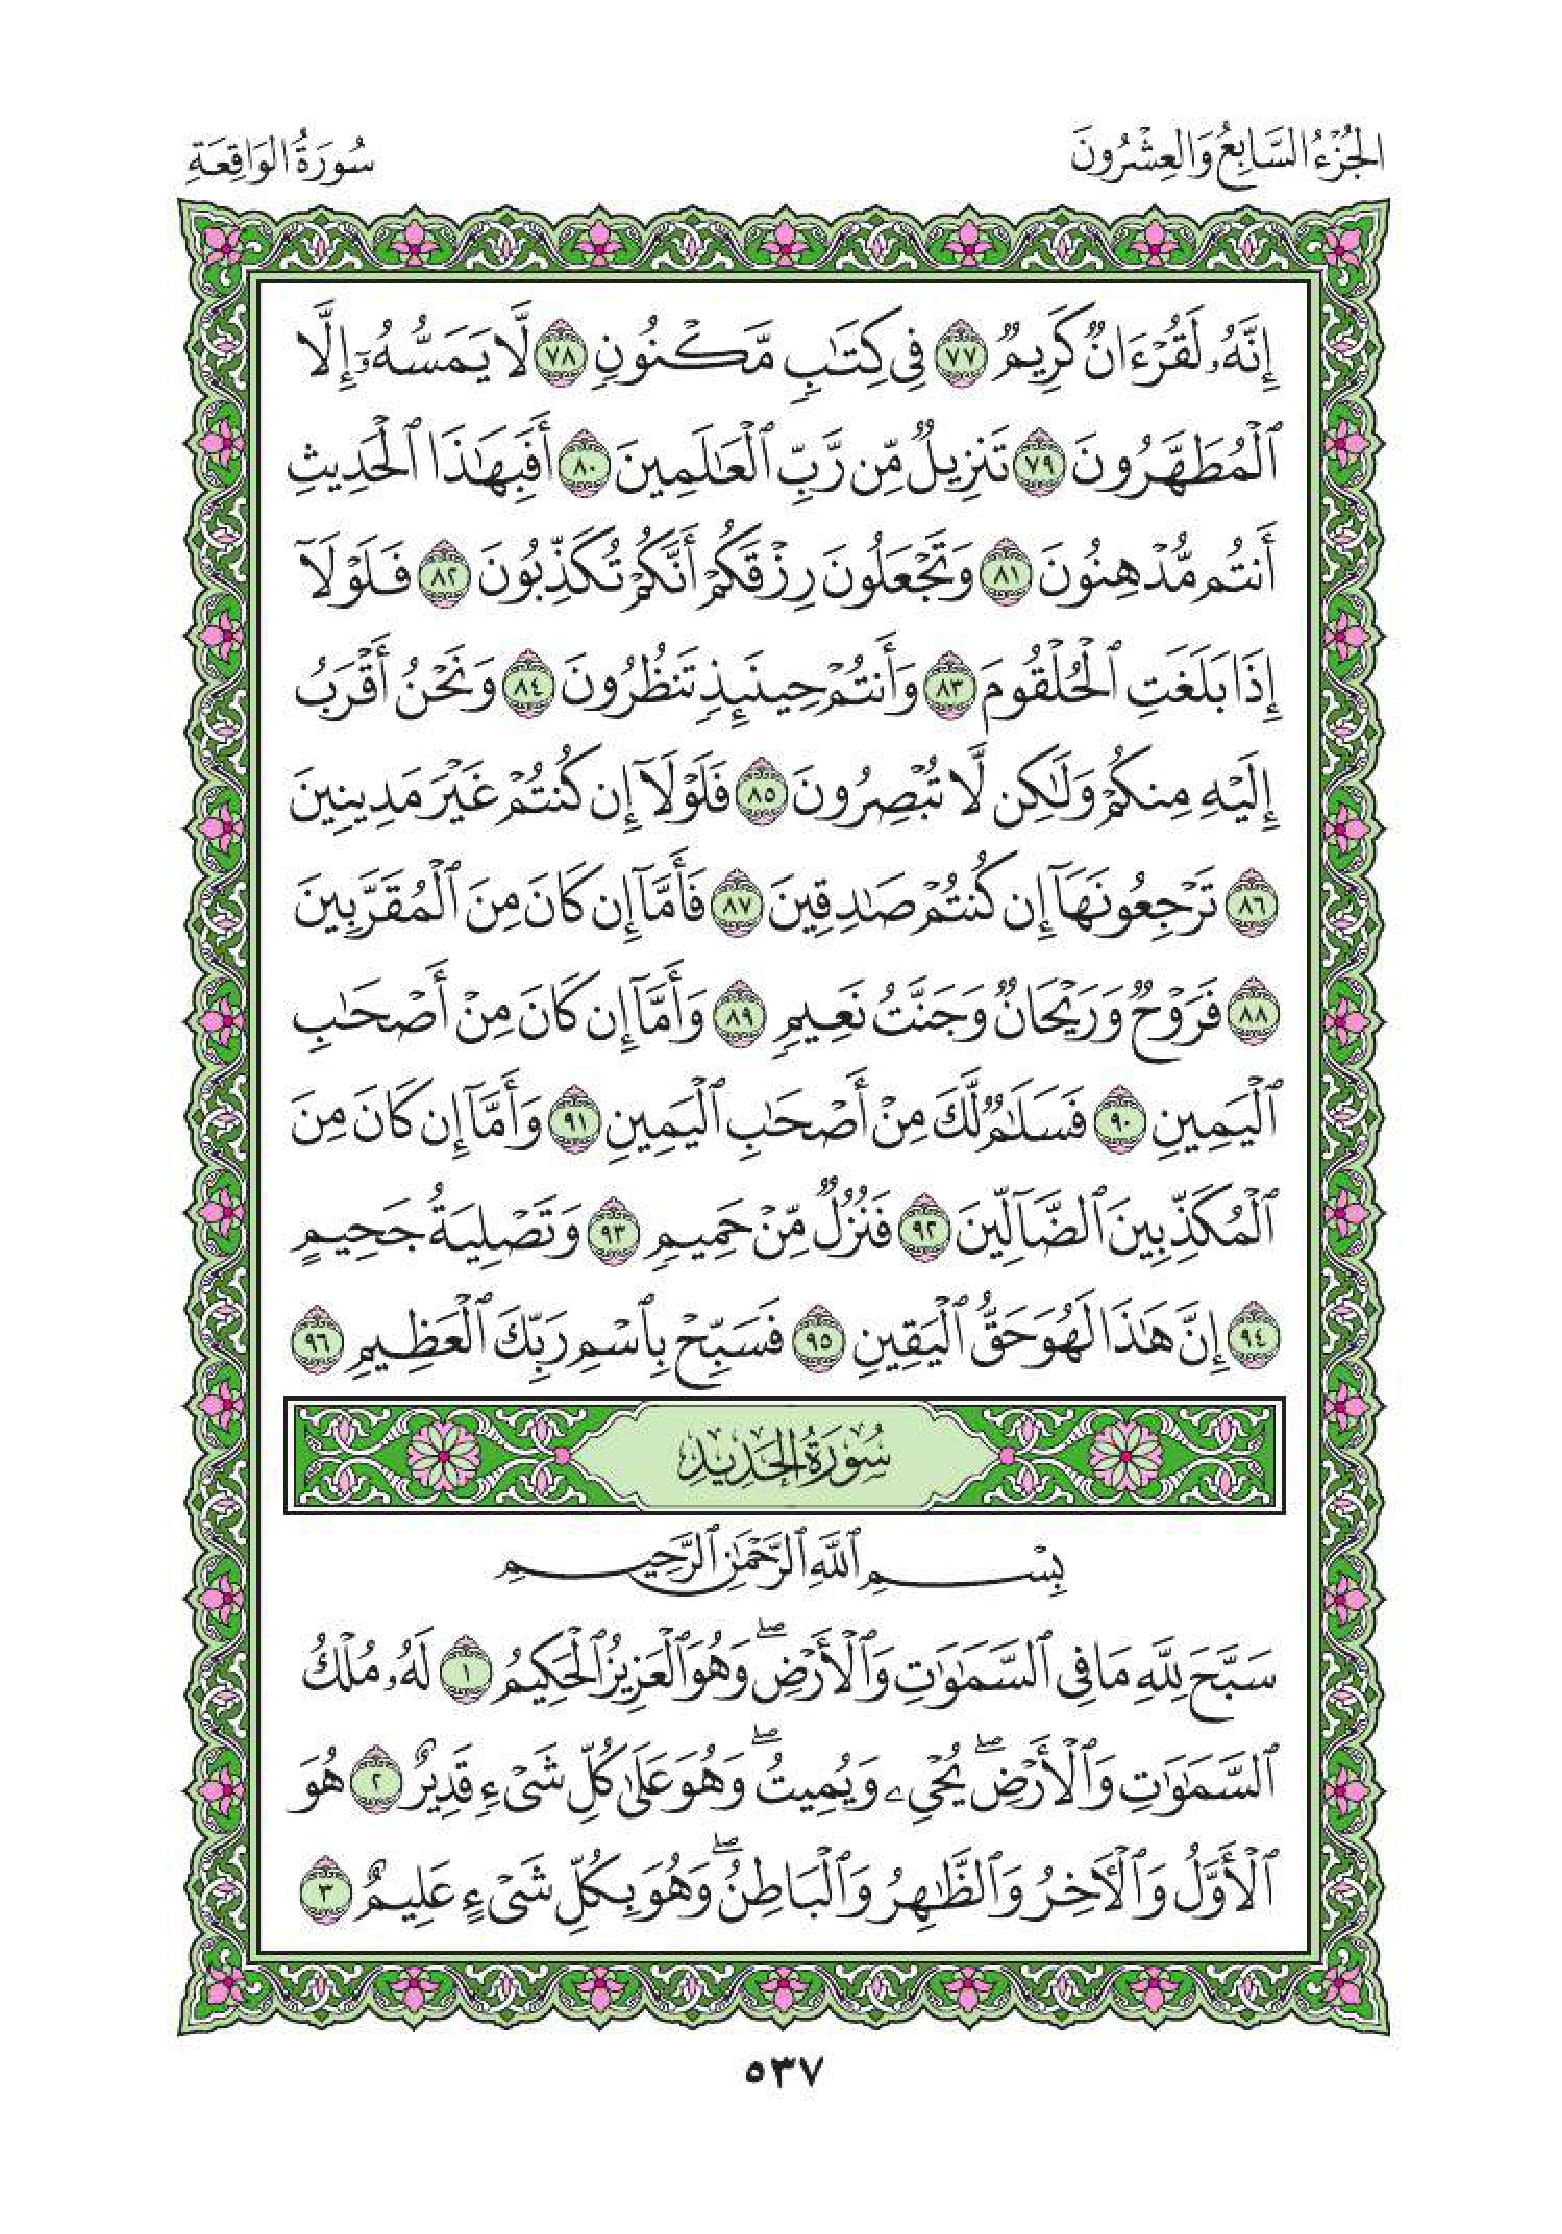 الجُزْءُ السَّابِعُ وَالعِشْرُونَ
سُورَةُ الوَاقِعَةِ
إِنَّهُۥ لَقُرْءَانٌ كَرِيمٌ ٧٧ فِى كِتَٰبٍ مَّكْنُونٍ ٧٨ لَّا يَمَسُّهُۥٓ إِلَّا
ٱلْمُطَهَّرُونَ ٧٩ تَنزِيلٌ مِّن رَّبِّ ٱلْعَٰلَمِينَ ٨٠ أَفَبِهَٰذَا ٱلْحَدِيثِ
أَنتُم مُّدْهِنُونَ ٨١ وَتَجْعَلُونَ رِزْقَكُمْ أَنَّكُمْ تُكَذِّبُونَ ٨٢ فَلَوْلَآ
إِذَا بَلَغَتِ ٱلْحُلْقُومَ ٨٣ وَأَنتُمْ حِينَئِذٍ تَنظُرُونَ ٨٤ وَنَحْنُ أَقْرَبُ
إِلَيْهِ مِنكُمْ وَلَٰكِن لَّا تُبْصِرُونَ ٨٥ فَلَوْلَآ إِن كُنتُمْ غَيْرَ مَدِينِينَ
٨٦ تَرْجِعُونَهَآ إِن كُنتُمْ صَٰدِقِينَ ٨٧ فَأَمَّآ إِن كَانَ مِنَ ٱلْمُقَرَّبِينَ
٨٨ فَرَوْحٌ وَرَيْحَانٌ وَجَنَّتُ نَعِيمٍ ٨٩ وَأَمَّآ إِن كَانَ مِنْ أَصْحَٰبِ
ٱلْيَمِينِ ٩٠ فَسَلَٰمٌ لَّكَ مِنْ أَصْحَٰبِ ٱلْيَمِينِ ٩١ وَأَمَّآ إِن كَانَ مِنَ
ٱلْمُكَذِّبِينَ ٱلضَّآلِّينَ ٩٢ فَنُزُلٌ مِّنْ حَمِيمٍ ٩٣ وَتَصْلِيَةُ جَحِيمٍ
٩٤ إِنَّ هَٰذَا لَهُوَ حَقُّ ٱلْيَقِينِ ٩٥ فَسَبِّحْ بِٱسْمِ رَبِّكَ ٱلْعَظِيمِ ٩٦
سُورَةُ الحَدِيدِ
بِسْمِ ٱللَّهِ ٱلرَّحْمَٰنِ ٱلرَّحِيمِ
سَبَّحَ لِلَّهِ مَا فِى ٱلسَّمَٰوَٰتِ وَٱلْأَرْضِۖ وَهُوَ ٱلْعَزِيزُ ٱلْحَكِيمُ ١ لَهُۥ مُلْكُ
ٱلسَّمَٰوَٰتِ وَٱلْأَرْضِۖ يُحْىِۦ وَيُمِيتُۖ وَهُوَ عَلَىٰ كُلِّ شَىْءٍ قَدِيرٌ ٢ هُوَ
ٱلْأَوَّلُ وَٱلْءَاخِرُ وَٱلظَّٰهِرُ وَٱلْبَاطِنُۖ وَهُوَ بِكُلِّ شَىْءٍ عَلِيمٌ ٣
٥٣٧